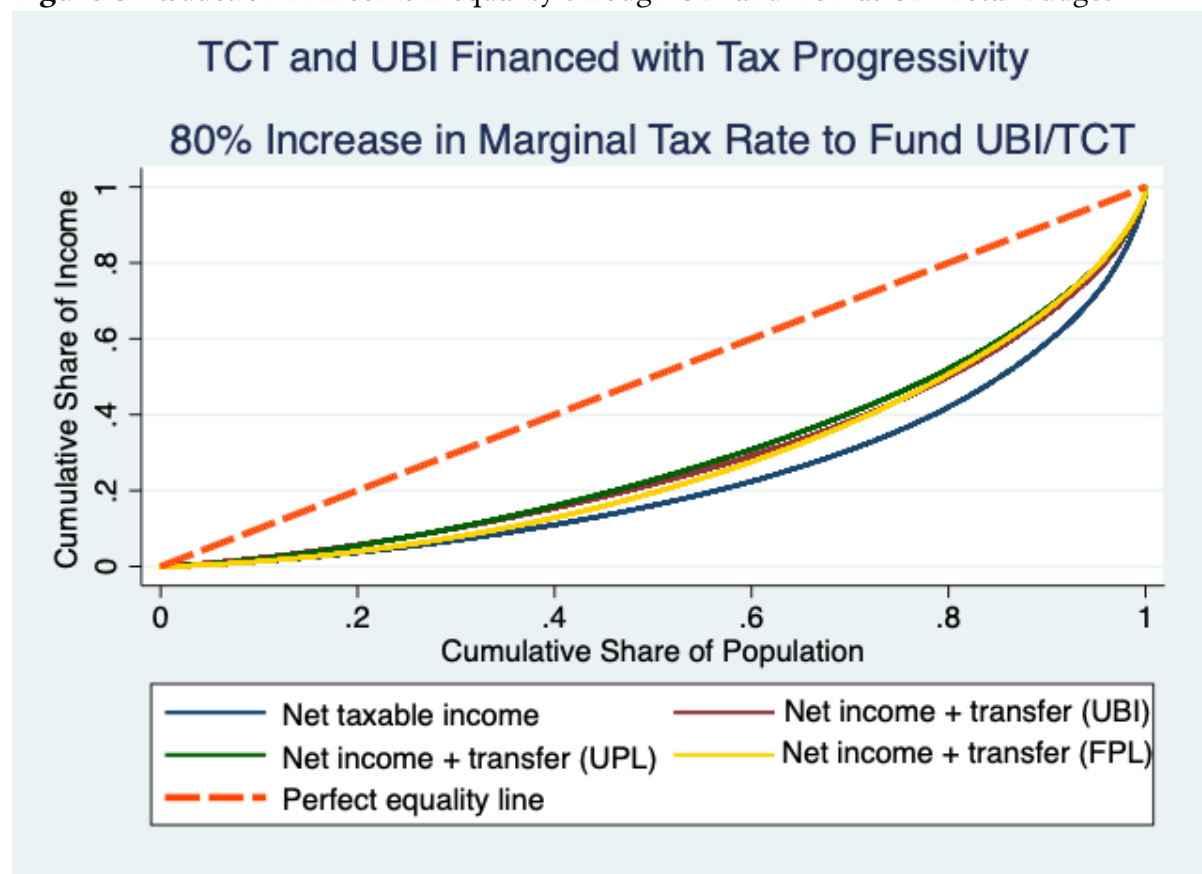 TCT and UBI Financed with Tax Progressivity
80% Increase in Marginal Tax Rate to Fund UBI/TCT
Cumulative Share of Income
1
.8
.6
.4
.2
0
0 .2 .4 .6 .8 1
Cumulative Share of Population
Net taxable income
Net income + transfer (UBI)
Net income + transfer (UPL)
Net income + transfer (FPL)
Perfect equality line